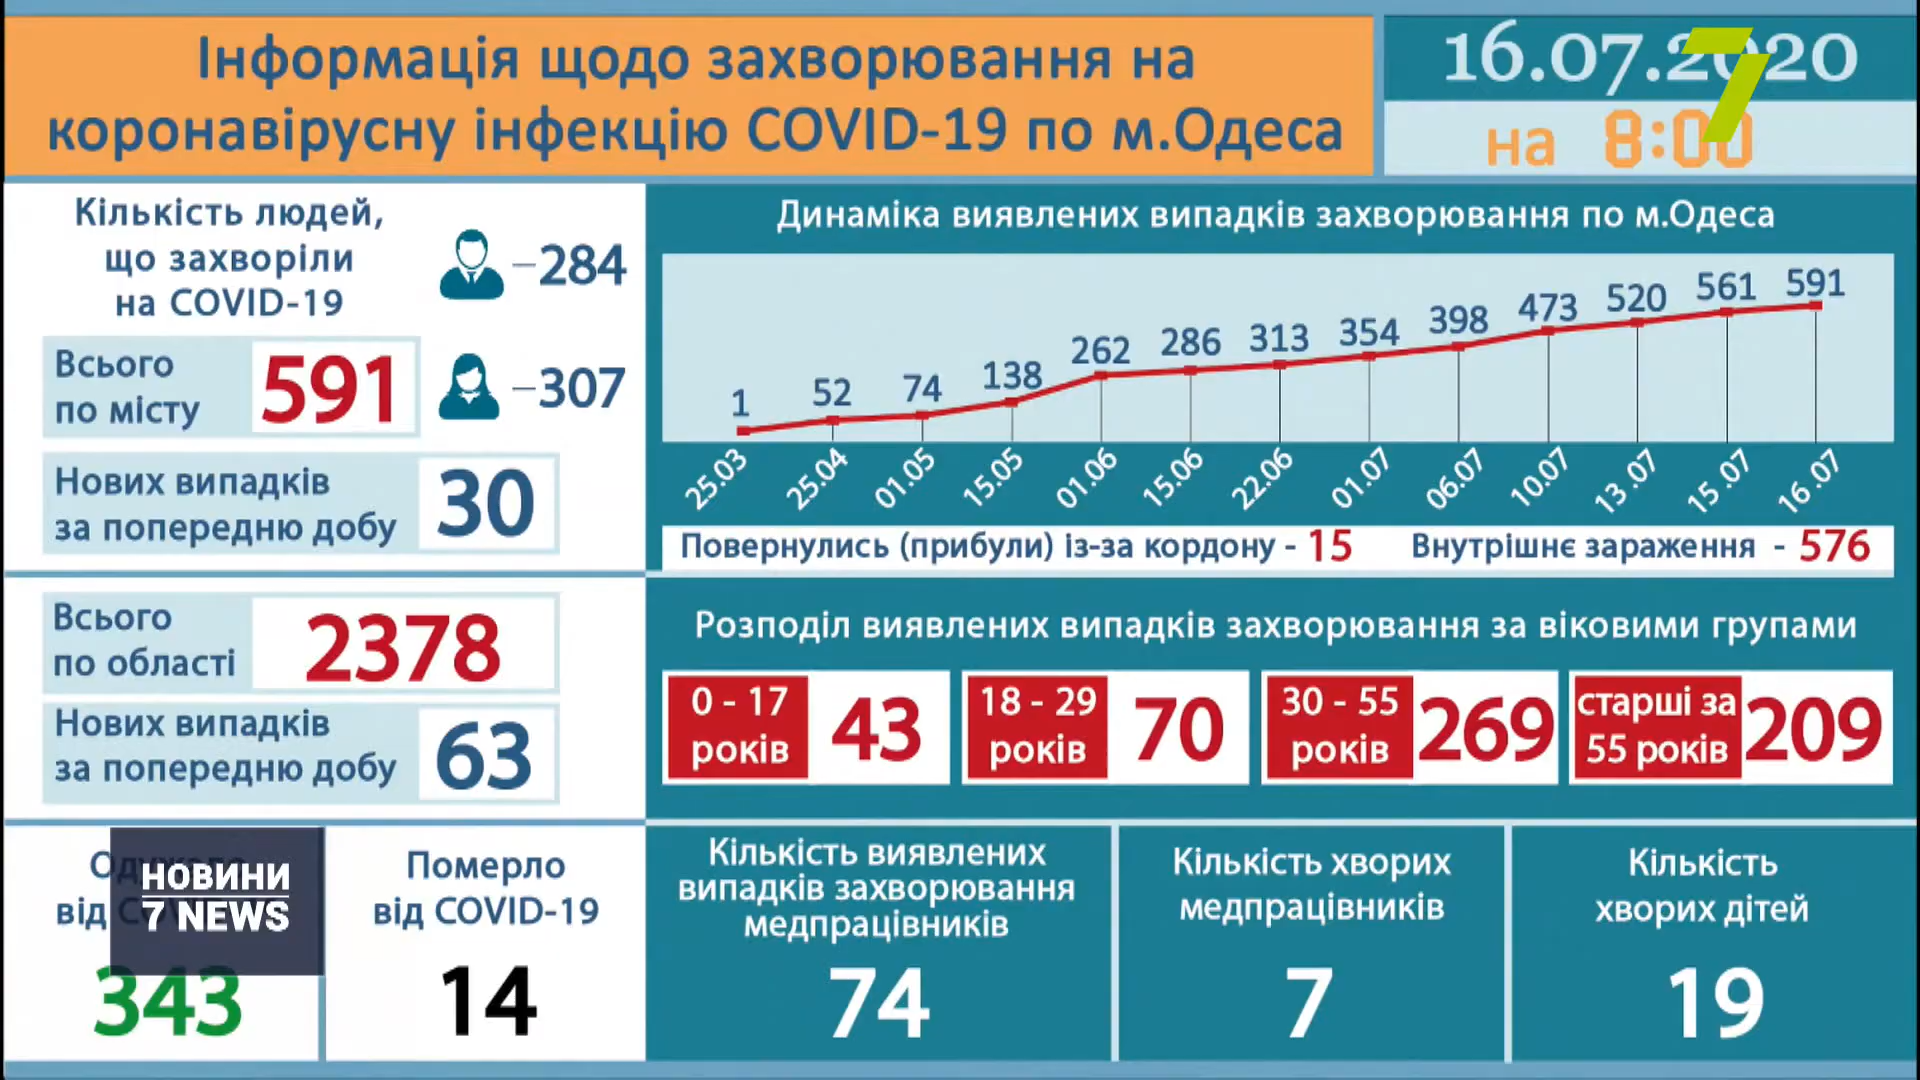 Інформація щодо захворювання на
коронавірусну інфекцію COVID-19 по м.Одеса
16.07.2020
7
на 8:00
Кількість людей,
що захворіли
на COVID-19
–284
–307
Всього
по місту
591
Нових випадків
за попередню добу
30
Динаміка виявлених випадків захворювання по м.Одеса
1 52 74 138 262 286 313 354 398 473 520 561 591
25.03 25.04 01.05 15.05 01.06 15.06 22.06 01.07 06.07 10.07 13 .07 15 .07 16 .07
Повернулись (прибули) із-за кордону - 15 Внутрішнє зараження - 576
Всього
по області
2378
Нових випадків
за попередню добу
63
Розподіл виявлених випадків захворювання за віковими групами
0 - 17
років
43
18 - 29
років
70
30 - 55
років
269
старші за
55 років
209
від
343
НОВИНИ
7 NEWS
Померло
від COVID-19
14
Кількість виявлених
випадків захворювання
медпрацівників
74
Кількість хворих
медпрацівників
7
Кількість
хворих дітей
19